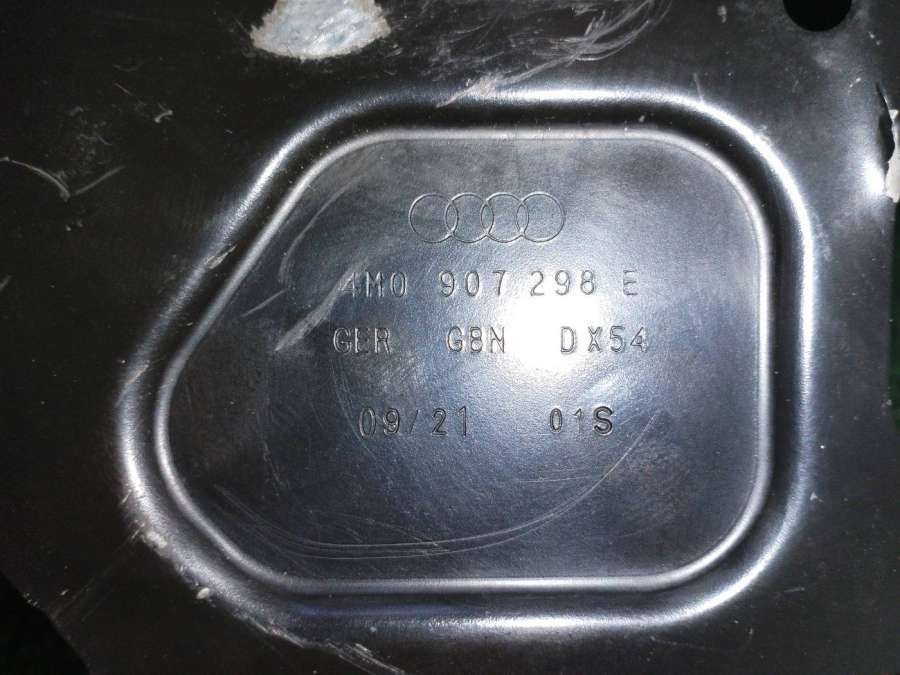 4M0 907 298 E
GER GBN DX54
09/21 01S